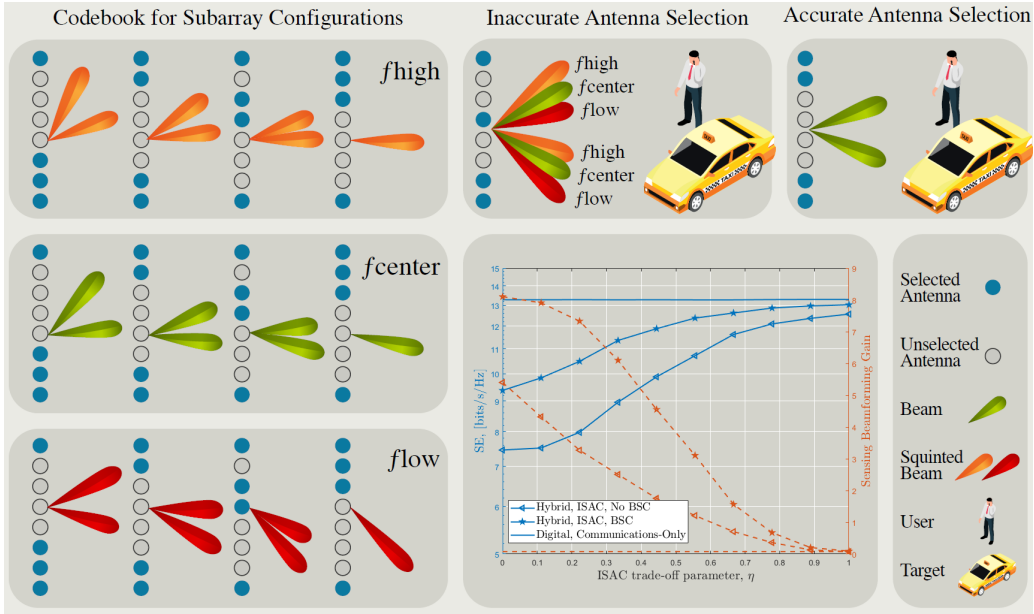 Codebook for Subarray Configurations
fhigh
fcenter
flow
Inaccurate Antenna Selection
fhigh
fcenter
flow
fhigh
fcenter
flow
TAXI
Accurate Antenna Selection
TAXI
15
14
13
12
11
10
9
8
7
6
5
SE, [bits/s/Hz]
9
8
7
6
5
4
3
2
1
0
Sensing Beamforming Gain
Hybrid, ISAC, No BSC
Hybrid, ISAC, BSC
Digital, Communications-Only
0 0.1 0.2 0.3 0.4 0.5 0.6 0.7 0.8 0.9 1
ISAC trade-off parameter, η
Selected
Antenna
Unselected
Antenna
Beam
Squinted
Beam
User
Target